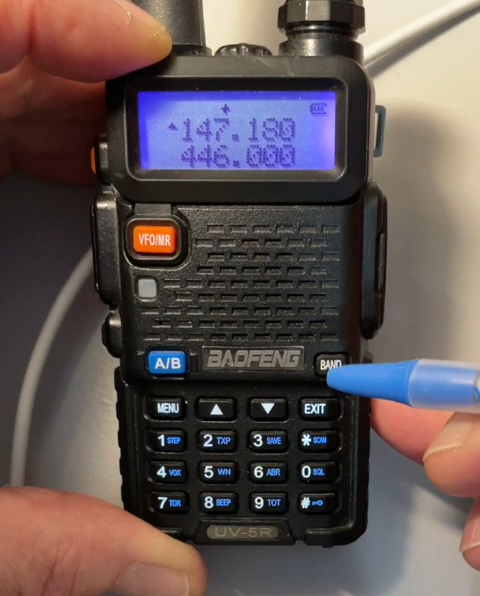 +
147.180
446.000
VFO/MR
A/B BAOFENG BAND
MENU ▲ ▼ EXIT
1 STEP 2 TXP 3 SAVE * SCAN
4 VOX 5 WN 6 ABR 0 SQL
7 TDR 8 BEEP 9 TOT #
UV-5R